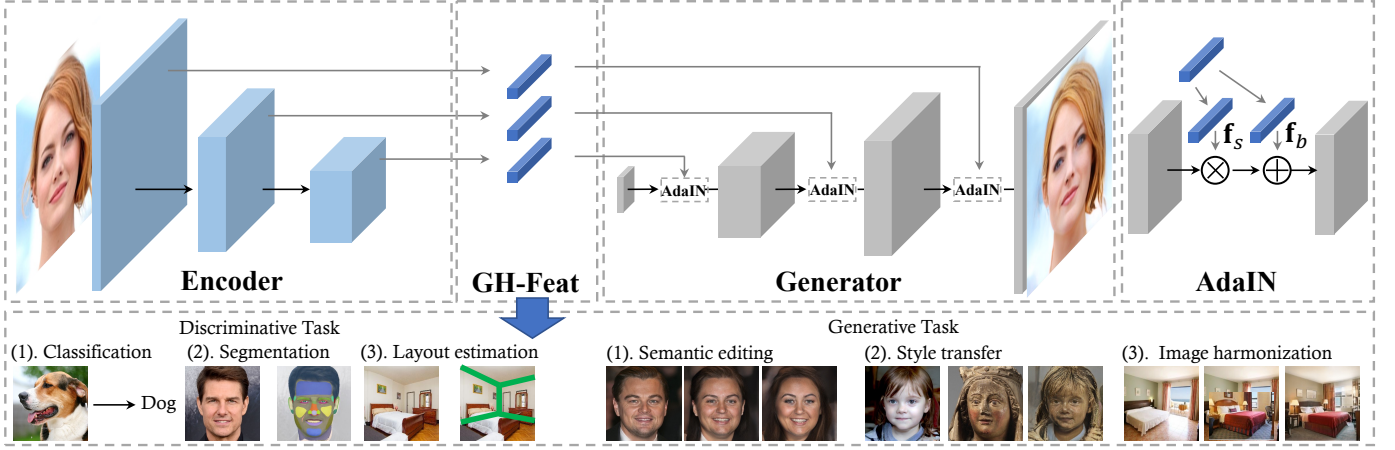 AdaIN
AdaIN
AdaIN
f_s
f_b
Encoder
GH-Feat
Generator
AdaIN
Discriminative Task
Generative Task
(1). Classification
(2). Segmentation
(3). Layout estimation
(1). Semantic editing
(2). Style transfer
(3). Image harmonization
Dog